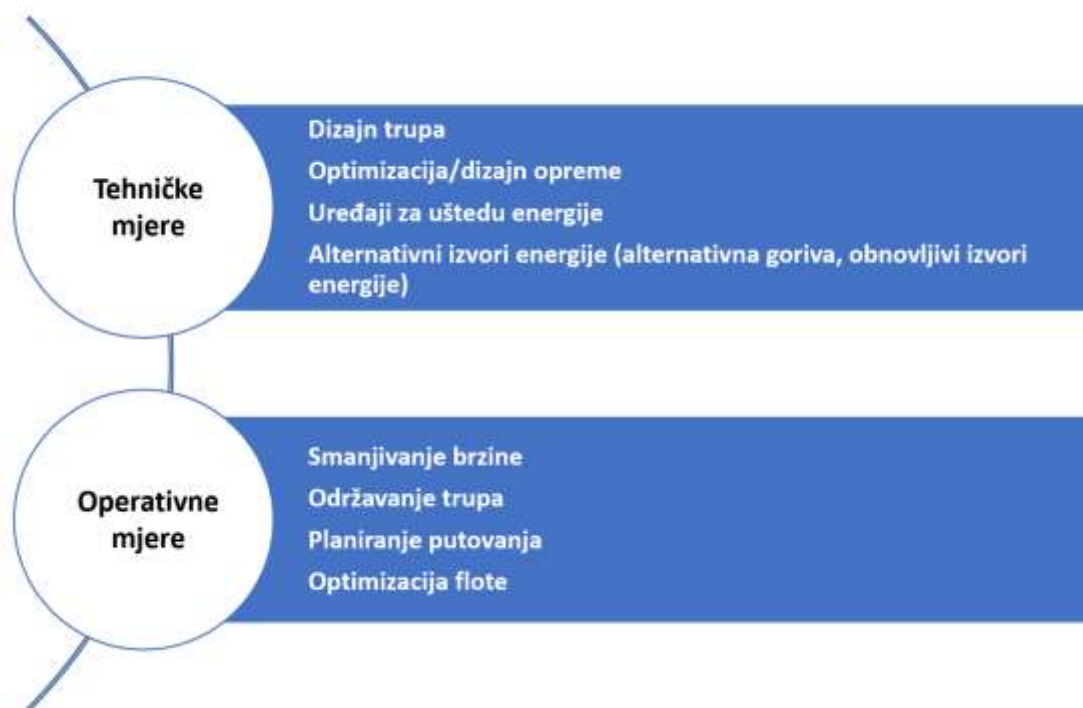 Tehničke
mjere
Dizajn trupa
Optimizacija/dizajn opreme
Uređaji za uštedu energije
Alternativni izvori energije (alternativna goriva, obnovljivi izvori
energije)
Operativne
mjere
Smanjivanje brzine
Održavanje trupa
Planiranje putovanja
Optimizacija flote